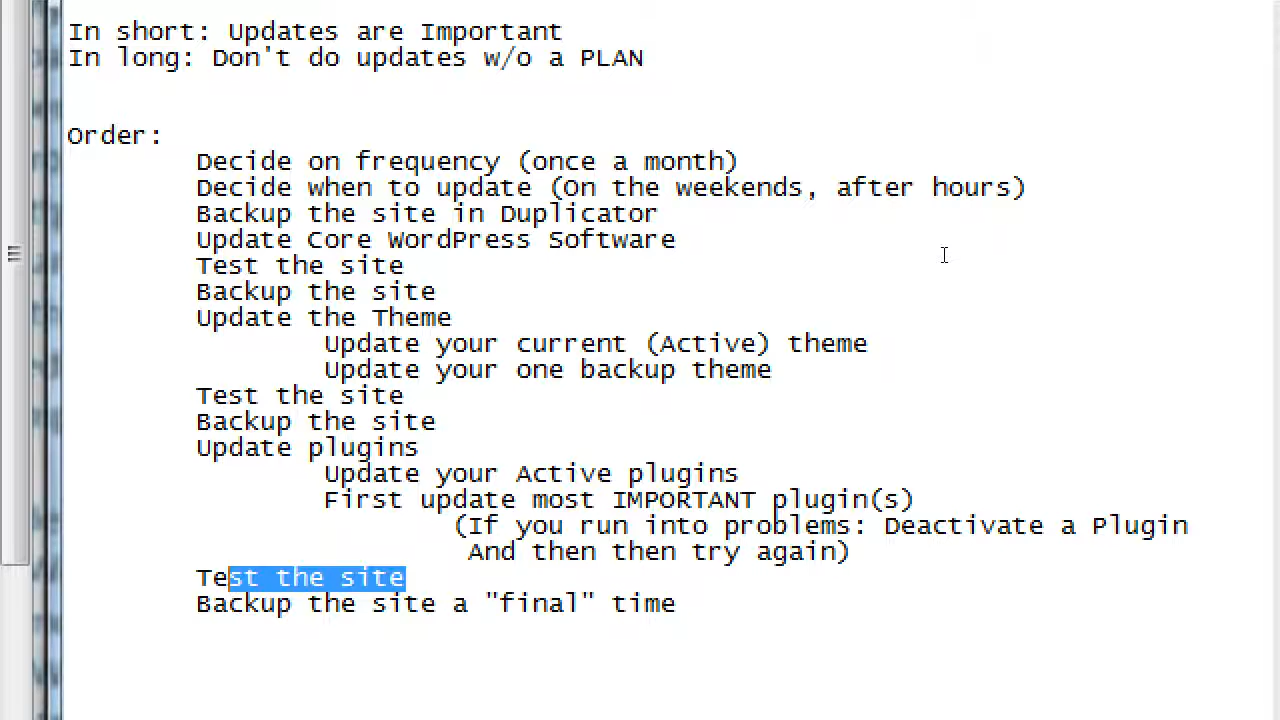 In short: Updates are Important
In long: Don't do updates w/o a PLAN
Order:
Decide on frequency (once a month)
Decide when to update (On the weekends, after hours)
Backup the site in Duplicator
Update Core WordPress Software
Test the site
Backup the site
Update the Theme
Update your current (Active) theme
Update your one backup theme
Test the site
Backup the site
Update plugins
Update your Active plugins
First update most IMPORTANT plugin(s)
(If you run into problems: Deactivate a Plugin
And then then try again)
Test the site
Backup the site a "final" time